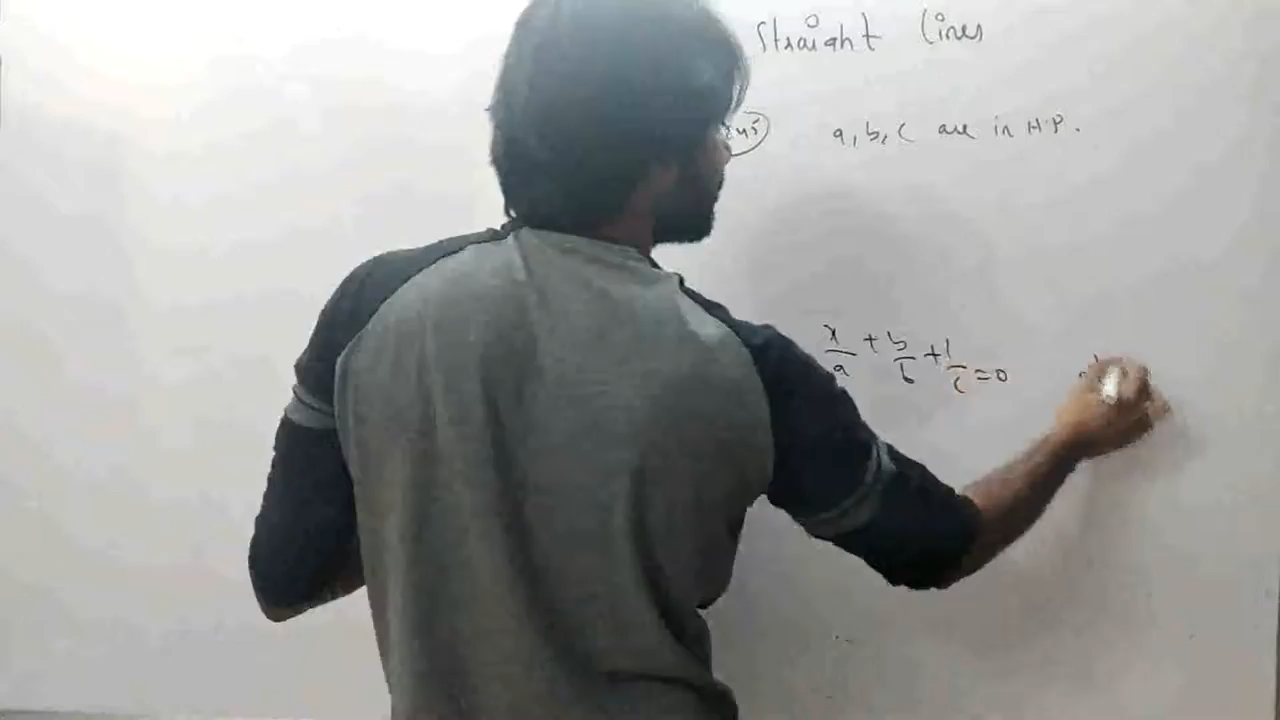 Straight lines
a, b, c are in H.P.
x/a + y/b + 1/c = 0